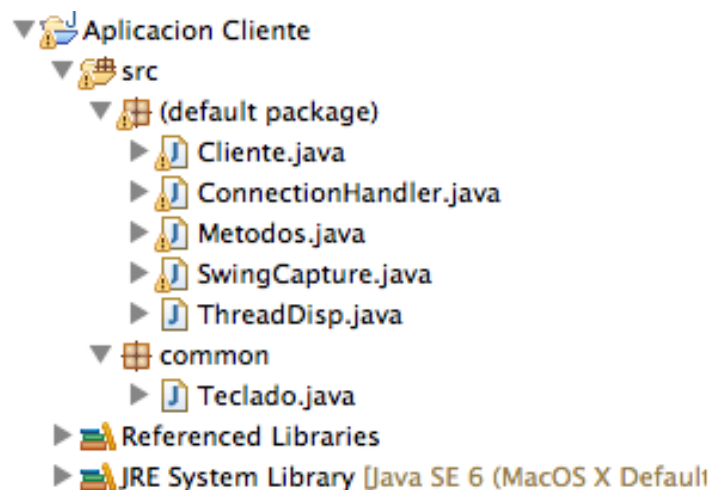 Aplicacion Cliente
src
(default package)
Cliente.java
ConnectionHandler.java
Metodos.java
SwingCapture.java
ThreadDisp.java
common
Teclado.java
Referenced Libraries
JRE System Library [Java SE 6 (MacOS X Default